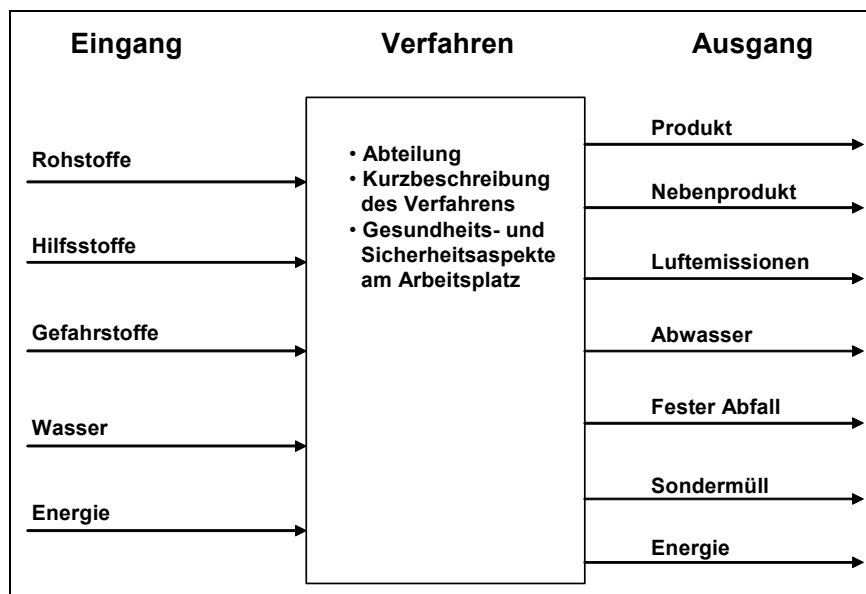 Eingang
Verfahren
Ausgang
Rohstoffe
Hilfsstoffe
Gefahrstoffe
Wasser
Energie
• Abteilung
• Kurzbeschreibung
des Verfahrens
• Gesundheits- und
Sicherheitsaspekte
am Arbeitsplatz
Produkt
Nebenprodukt
Luftemissionen
Abwasser
Fester Abfall
Sondermüll
Energie